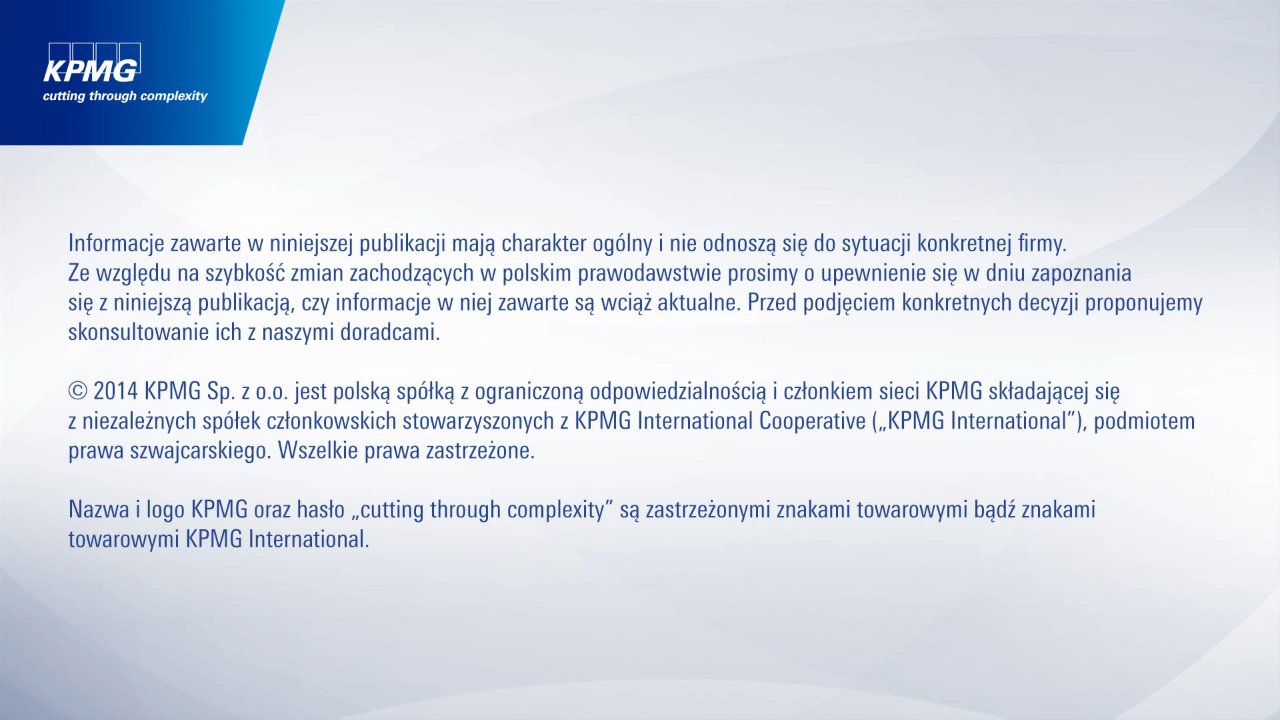 KPMG
cutting through complexity
Informacje zawarte w niniejszej publikacji mają charakter ogólny i nie odnoszą się do sytuacji konkretnej firmy.
Ze względu na szybkość zmian zachodzących w polskim prawodawstwie prosimy o upewnienie się w dniu zapoznania
się z niniejszą publikacją, czy informacje w niej zawarte są wciąż aktualne. Przed podjęciem konkretnych decyzji proponujemy
skonsultowanie ich z naszymi doradcami.
© 2014 KPMG Sp. z o.o. jest polską spółką z ograniczoną odpowiedzialnością i członkiem sieci KPMG składającej się
z niezależnych spółek członkowskich stowarzyszonych z KPMG International Cooperative („KPMG International”), podmiotem
prawa szwajcarskiego. Wszelkie prawa zastrzeżone.
Nazwa i logo KPMG oraz hasło „cutting through complexity” są zastrzeżonymi znakami towarowymi bądź znakami
towarowymi KPMG International.